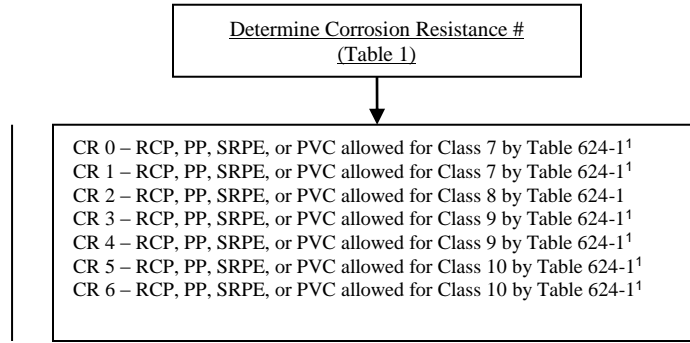 Determine Corrosion Resistance #
(Table 1)
CR 0 – RCP, PP, SRPE, or PVC allowed for Class 7 by Table 624-1¹
CR 1 – RCP, PP, SRPE, or PVC allowed for Class 7 by Table 624-1¹
CR 2 – RCP, PP, SRPE, or PVC allowed for Class 8 by Table 624-1
CR 3 – RCP, PP, SRPE, or PVC allowed for Class 9 by Table 624-1¹
CR 4 – RCP, PP, SRPE, or PVC allowed for Class 9 by Table 624-1¹
CR 5 – RCP, PP, SRPE, or PVC allowed for Class 10 by Table 624-1¹
CR 6 – RCP, PP, SRPE, or PVC allowed for Class 10 by Table 624-1¹